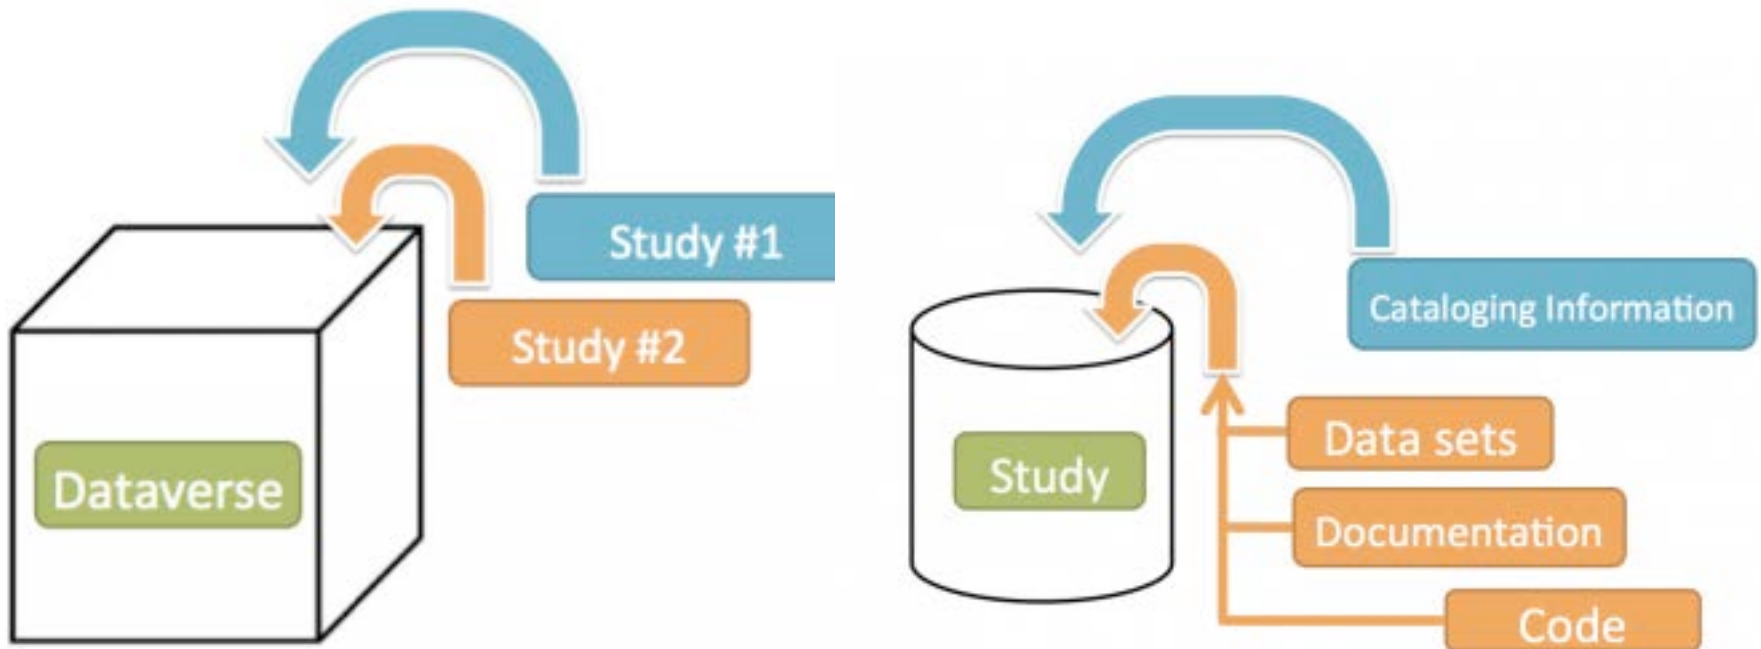 Study #1
Study #2
Dataverse
Cataloging Information
Data sets
Study
Documentation
Code